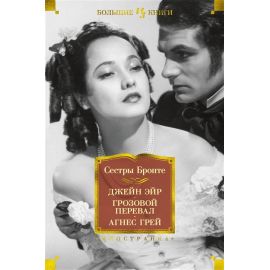 БОЛЬШИЕ КНИГИ
Сестры Бронте
ДЖЕЙН ЭЙР
ГРОЗОВОЙ
ПЕРЕВАЛ
АГНЕС ГРЕЙ
ИНОСТРАНКА